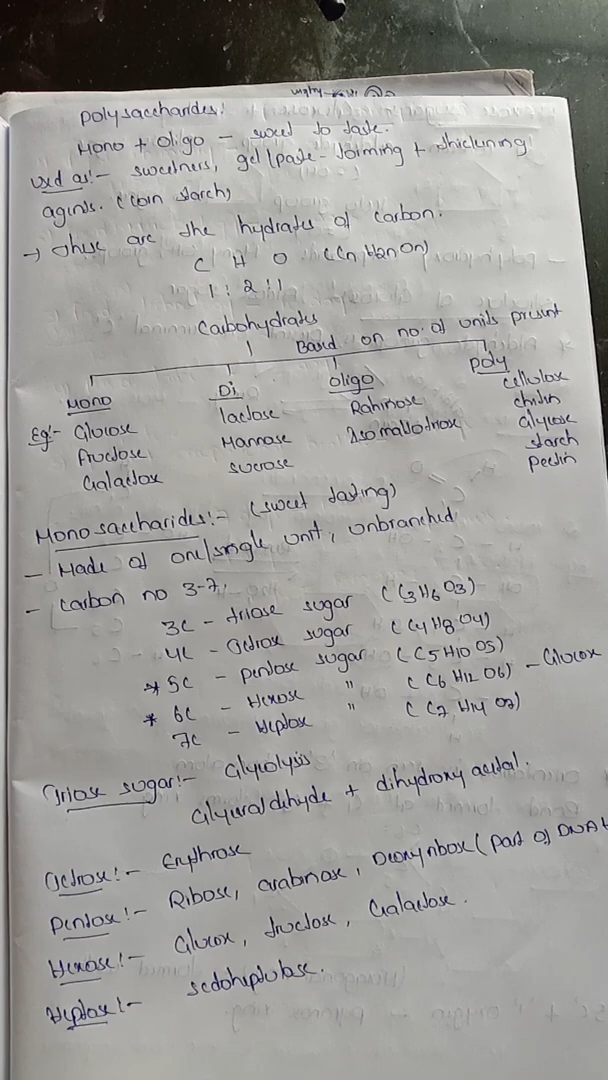 Polysaccharides:
Mono + Oligo - sweet to taste.
Used as:- sweetners, gel/paste-forming + thickening
agents. (corn starch)
→ These are the hydrates of carbon.
C H O (Cn H2n On)
1 : 2 : 1
Carbohydrates
Based on no. of units present
Mono Di Oligo Poly
Eg:- Glucose lactose Rafinose cellulose
fructose Mannose Isomaltotriose chitin
Galactose sucrose Glycose
starch
Pectin
Monosaccharides:- (sweet tasting)
- Made of one/single unit, unbranched
- carbon no 3-7,
3C - triose sugar (C3H6O3)
4C - tetrose sugar (C4H8O4)
* 5C - pentose sugar (C5H10O5)
* 6C - Hexose " (C6H12O6) - Glucose
7C - Heptose " (C7H14O7)
Triose sugar:- Glycolysis
Glyceraldihyde + dihydroxy acetal.
Tetrose:- Erythrose
Pentose:- Ribose, arabinose, Deoxyribose (part of DNA
Hexose:- Glucose, fructose, Galactose.
Heptose:- sedoheptulose.